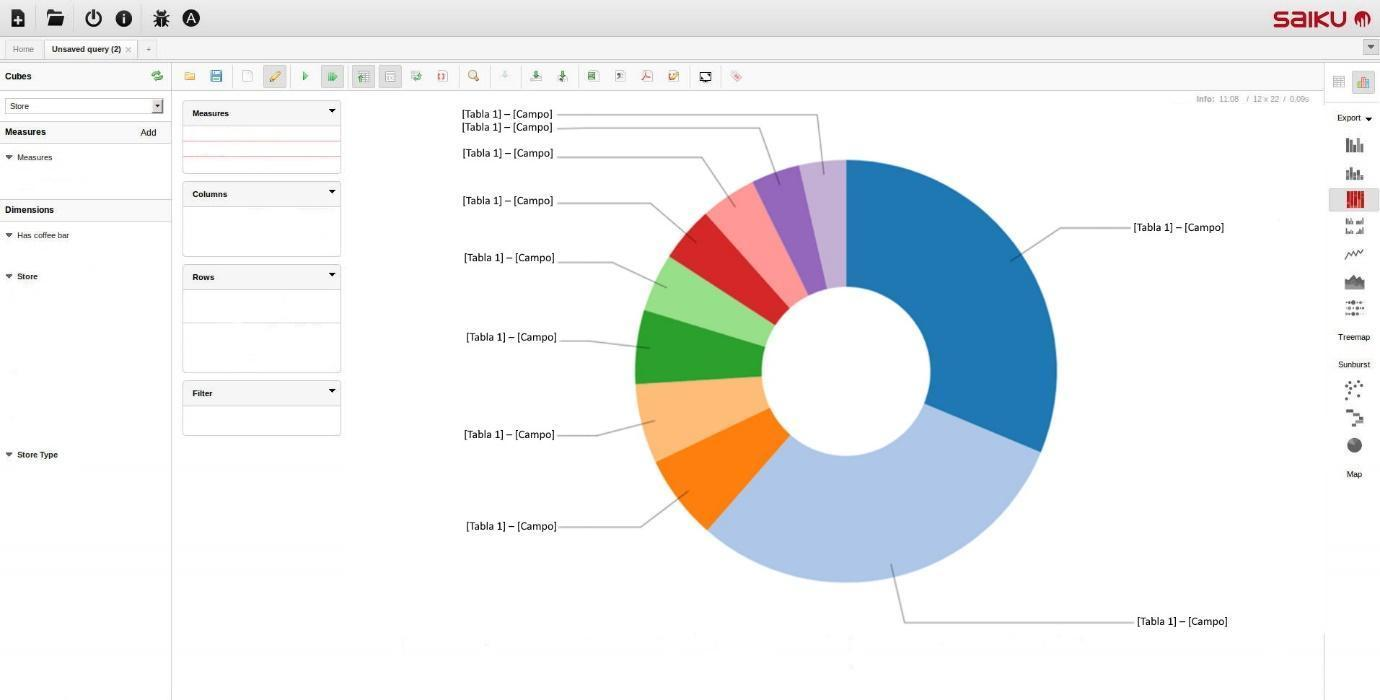 saiku
Home
Unsaved query (2)
+
Cubes
Store
Measures
Add
Measures
Dimensions
Has coffee bar
Store
Store Type
Measures
Columns
Rows
Filter
Info: 11:08 / 12 x 22 / 0,09s
[Tabla 1] – [Campo]
[Tabla 1] – [Campo]
[Tabla 1] – [Campo]
[Tabla 1] – [Campo]
[Tabla 1] – [Campo]
[Tabla 1] – [Campo]
[Tabla 1] – [Campo]
[Tabla 1] – [Campo]
[Tabla 1] – [Campo]
[Tabla 1] – [Campo]
Export
Treemap
Sunburst
Map